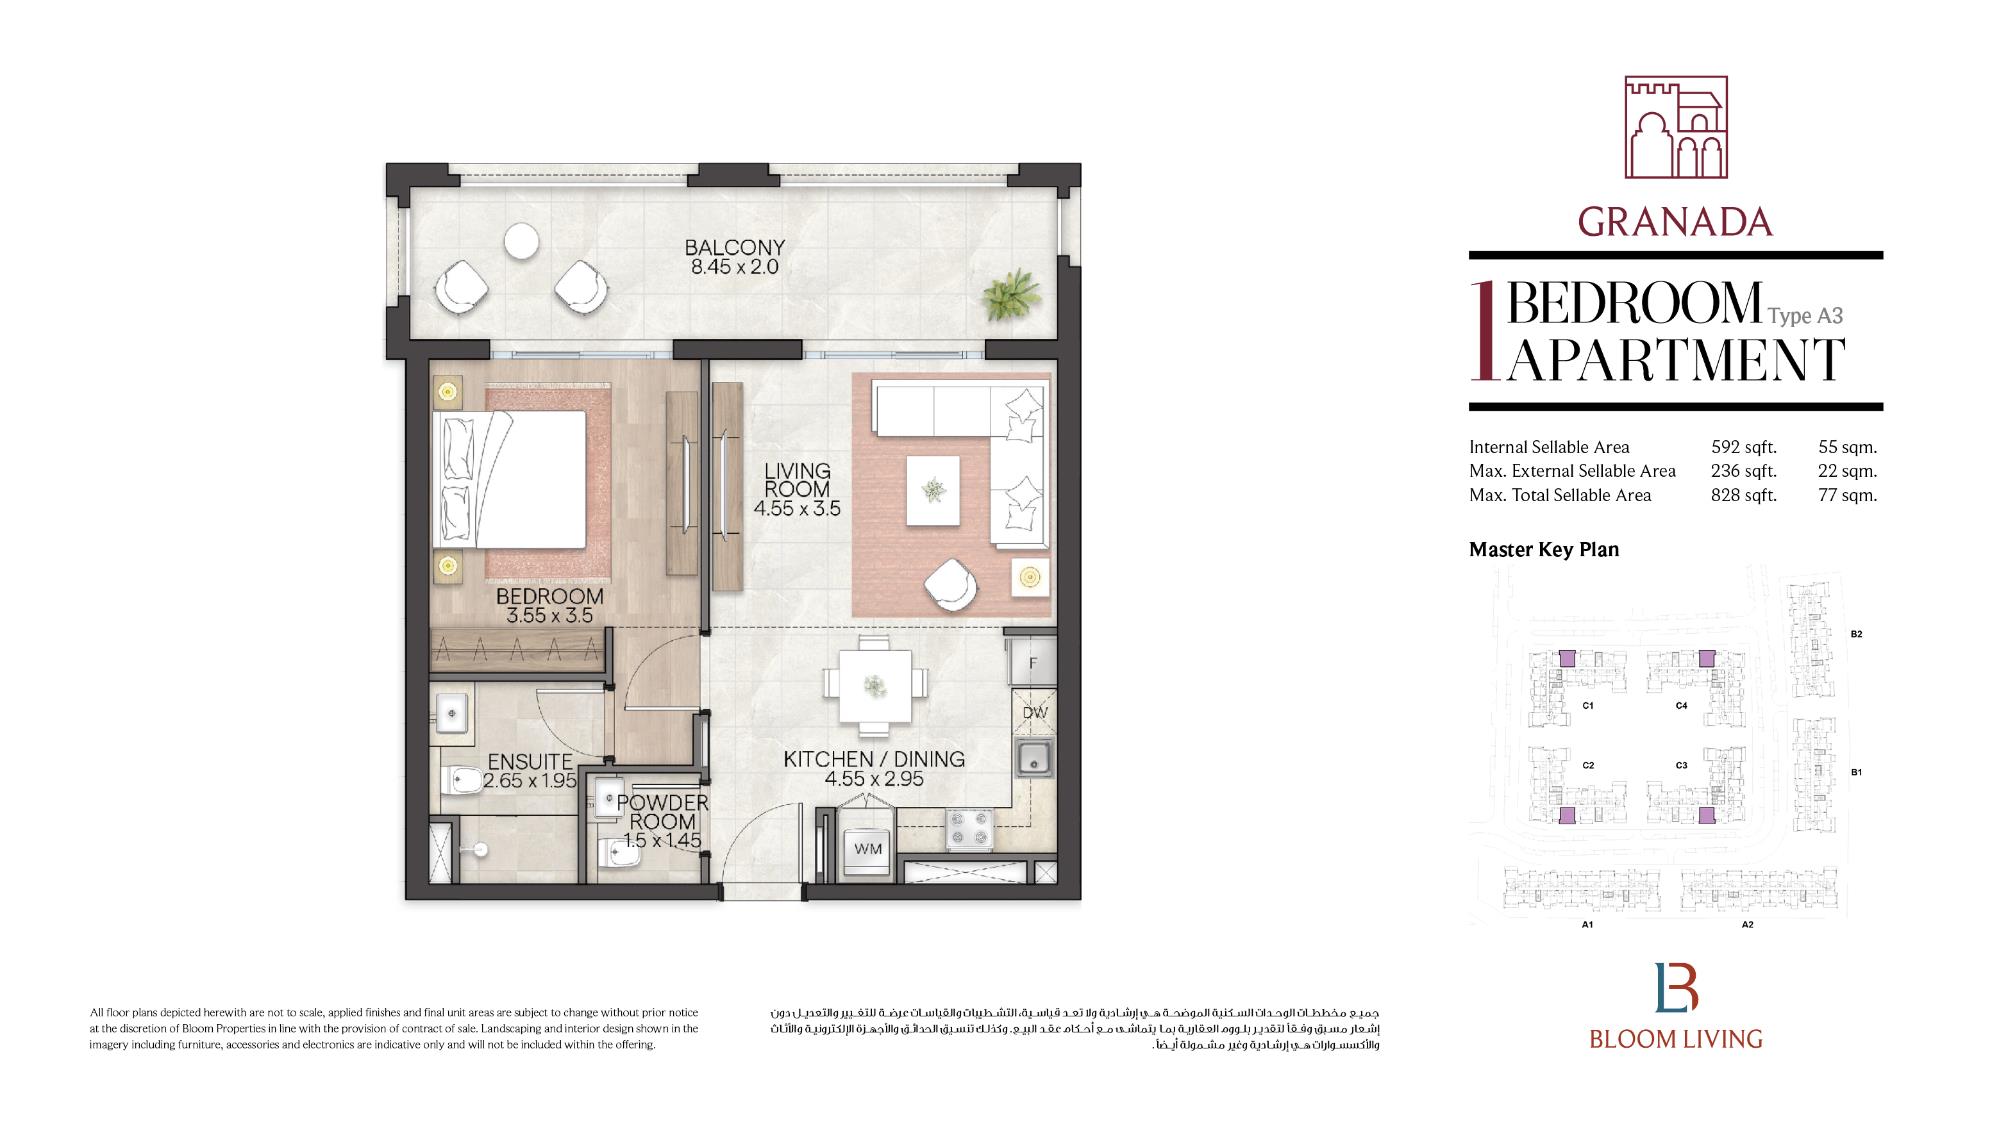 BALCONY
8.45 x 2.0
LIVING
ROOM
4.55 x 3.5
BEDROOM
3.55 x 3.5
F
DW
KITCHEN / DINING
4.55 x 2.95
ENSUITE
2.65 x 1.95
POWDER
ROOM
1.5 x 1.45
WM
GRANADA
1 BEDROOM Type A3
APARTMENT
Internal Sellable Area 592 sqft. 55 sqm.
Max. External Sellable Area 236 sqft. 22 sqm.
Max. Total Sellable Area 828 sqft. 77 sqm.
Master Key Plan
B2
C1 C4
C2 C3
B1
A1 A2
BLOOM LIVING
All floor plans depicted herewith are not to scale, applied finishes and final unit areas are subject to change without prior notice
at the discretion of Bloom Properties in line with the provision of contract of sale. Landscaping and interior design shown in the
imagery including furniture, accessories and electronics are indicative only and will not be included within the offering.
جميع مخططات الوحدات السكنية الموضحة هي إرشادية ولا تعد قياسية، التشطيبات والقياسات عرضة للتغيير والتعديل دون
إشعار مسبق وفقاً لتقدير بلووم العقارية بما يتماشى مع أحكام عقد البيع. وكذلك تنسيق الحدائق والأجهزة الإلكترونية والأثاث
والأكسسوارات هي إرشادية وغير مشمولة أيضاً.